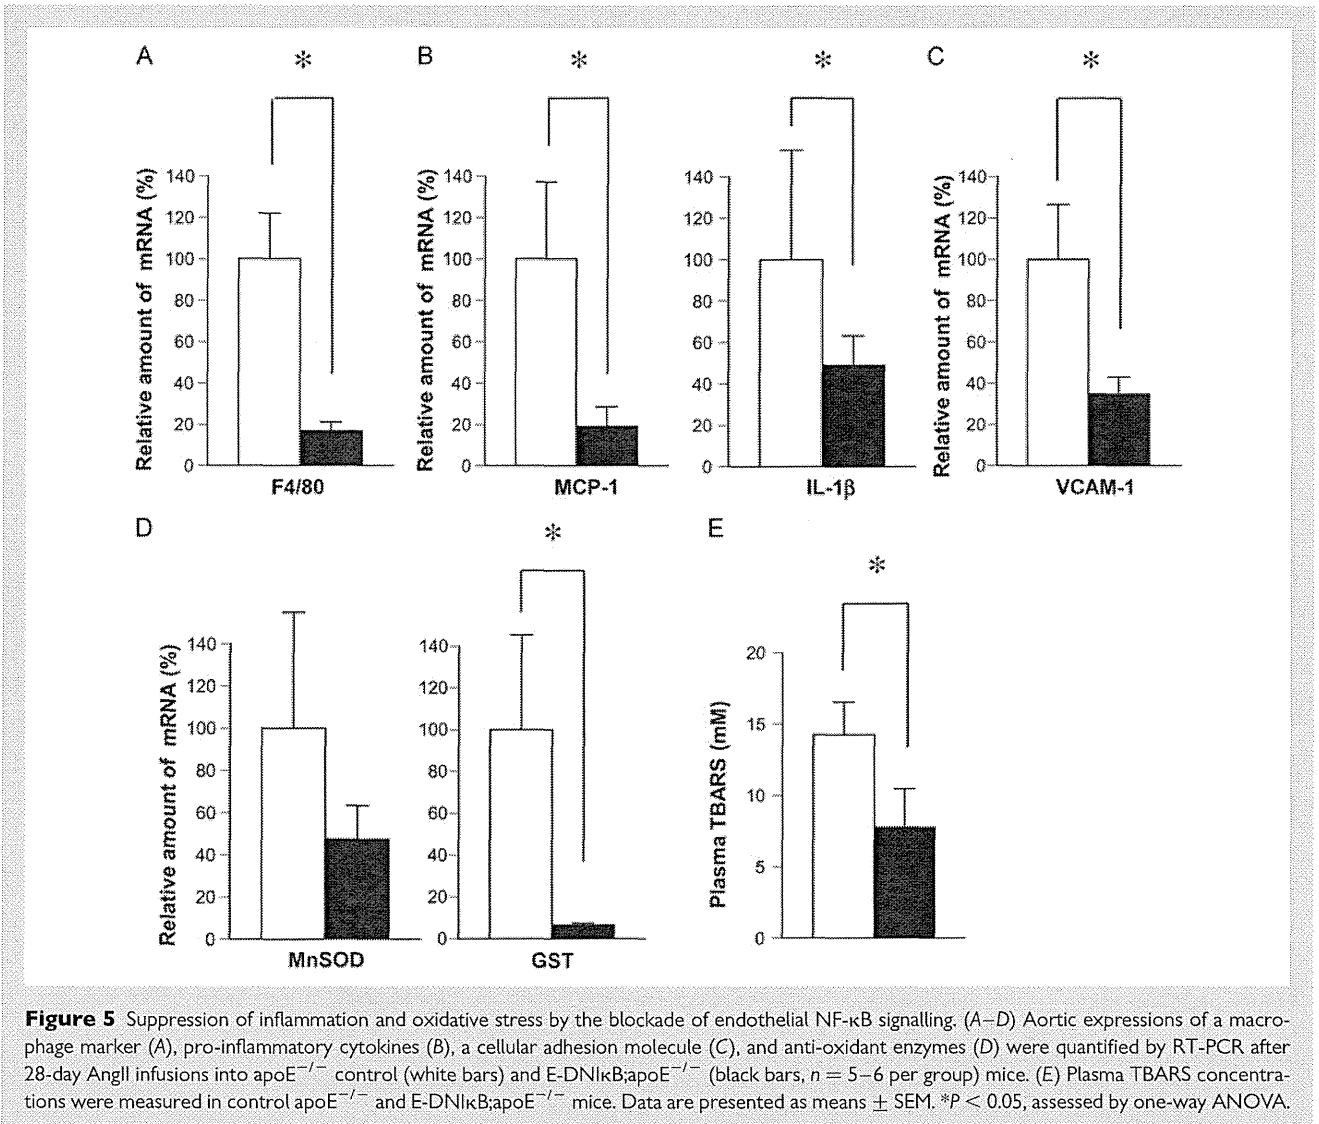 A
*
B
*
*
C
*
Relative amount of mRNA (%)
140
120
100
80
60
40
20
0
F4/80
Relative amount of mRNA (%)
140
120
100
80
60
40
20
0
MCP-1
140
120
100
80
60
40
20
0
IL-1β
Relative amount of mRNA (%)
140
120
100
80
60
40
20
0
VCAM-1
D
*
E
*
Relative amount of mRNA (%)
140
120
100
80
60
40
20
0
MnSOD
140
120
100
80
60
40
20
0
GST
Plasma TBARS (mM)
20
15
10
5
0
Figure 5 Suppression of inflammation and oxidative stress by the blockade of endothelial NF-κB signalling. (A–D) Aortic expressions of a macro-
phage marker (A), pro-inflammatory cytokines (B), a cellular adhesion molecule (C), and anti-oxidant enzymes (D) were quantified by RT-PCR after
28-day AngII infusions into apoE−/− control (white bars) and E-DNIκB;apoE−/− (black bars, n = 5–6 per group) mice. (E) Plasma TBARS concentra-
tions were measured in control apoE−/− and E-DNIκB;apoE−/− mice. Data are presented as means ± SEM. *P < 0.05, assessed by one-way ANOVA.